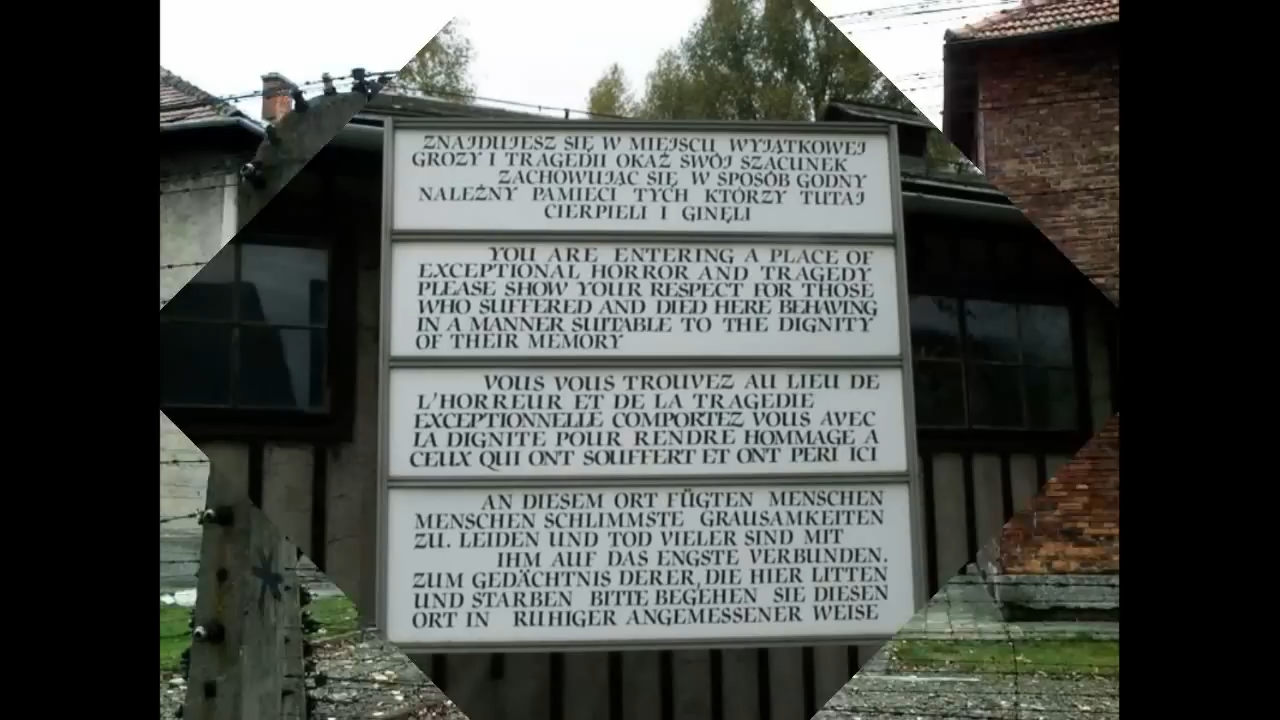 ZNAJDUJESZ SIĘ W MIEJSCU WYJĄTKOWEJ
GROZY I TRAGEDII OKAŻ SWÓJ SZACUNEK
ZACHOWUJĄC SIĘ W SPOSÓB GODNY
NALEŻNY PAMIĘCI TYCH KTÓRZY TUTAJ
CIERPIELI I GINĘLI
YOU ARE ENTERING A PLACE OF
EXCEPTIONAL HORROR AND TRAGEDY
PLEASE SHOW YOUR RESPECT FOR THOSE
WHO SUFFERED AND DIED HERE BEHAVING
IN A MANNER SUITABLE TO THE DIGNITY
OF THEIR MEMORY
VOUS VOUS TROUVEZ AU LIEU DE
L'HORREUR ET DE LA TRAGEDIE
EXCEPTIONNELLE COMPORTEZ VOUS AVEC
LA DIGNITE POUR RENDRE HOMMAGE A
CEUX QUI ONT SOUFFERT ET ONT PERI ICI
AN DIESEM ORT FÜGTEN MENSCHEN
MENSCHEN SCHLIMMSTE GRAUSAMKEITEN
ZU. LEIDEN UND TOD VIELER SIND MIT
IHM AUF DAS ENGSTE VERBUNDEN.
ZUM GEDÄCHTNIS DERER, DIE HIER LITTEN
UND STARBEN BITTE BEGEHEN SIE DIESEN
ORT IN RUHIGER ANGEMESSENER WEISE